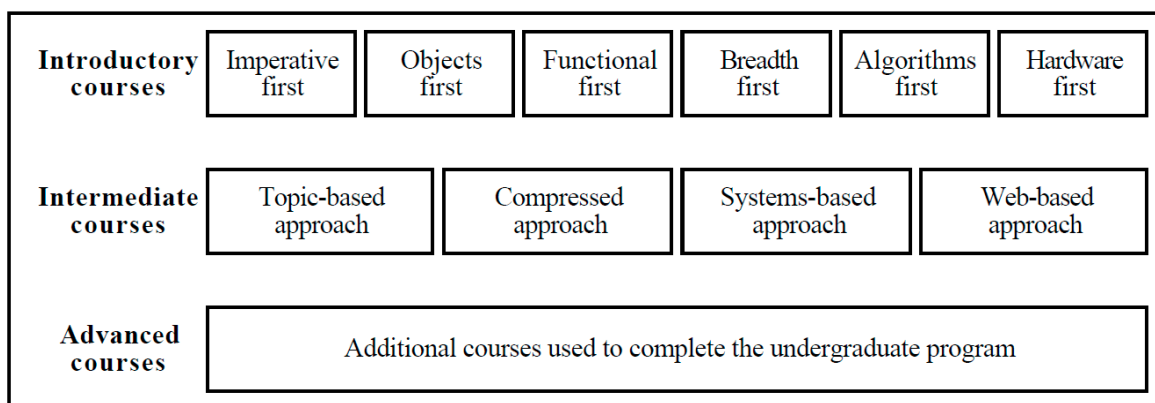 Introductory courses
Imperative first
Objects first
Functional first
Breadth first
Algorithms first
Hardware first
Intermediate courses
Topic-based approach
Compressed approach
Systems-based approach
Web-based approach
Advanced courses
Additional courses used to complete the undergraduate program